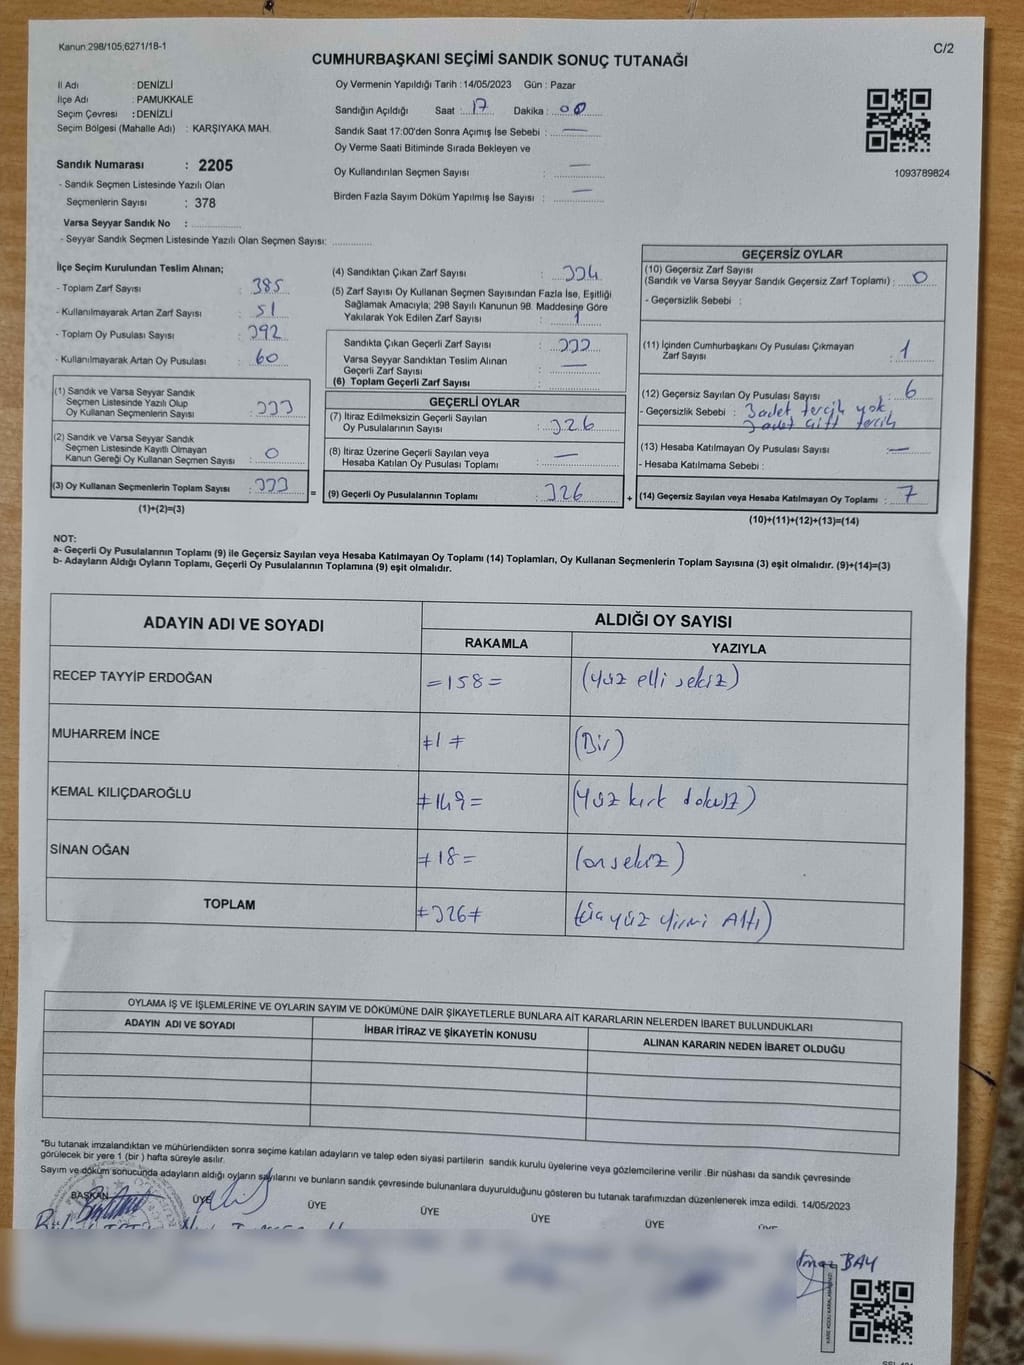 Kanun:298/105;6271/18-1
C/2
CUMHURBAŞKANI SEÇİMİ SANDIK SONUÇ TUTANAĞI
İl Adı : DENİZLİ
İlçe Adı : PAMUKKALE
Seçim Çevresi : DENİZLİ
Seçim Bölgesi (Mahalle Adı) : KARŞIYAKA MAH.
Sandık Numarası : 2205
- Sandık Seçmen Listesinde Yazılı Olan
Seçmenlerin Sayısı : 378
Varsa Seyyar Sandık No :
- Seyyar Sandık Seçmen Listesinde Yazılı Olan Seçmen Sayısı:
Oy Vermenin Yapıldığı Tarih :14/05/2023 Gün : Pazar
Sandığın Açıldığı Saat : 17 Dakika : 00
Sandık Saat 17:00'den Sonra Açımış İse Sebebi : —
Oy Verme Saati Bitiminde Sırada Bekleyen ve
Oy Kullandırılan Seçmen Sayısı : —
Birden Fazla Sayım Döküm Yapılmış İse Sayısı : —
1093789824
İlçe Seçim Kurulundan Teslim Alınan;
- Toplam Zarf Sayısı : 385
- Kullanılmayarak Artan Zarf Sayısı : 51
- Toplam Oy Pusulası Sayısı : 392
- Kullanılmayarak Artan Oy Pusulası : 60
(1) Sandık ve Varsa Seyyar Sandık
Seçmen Listesinde Yazılı Olup
Oy Kullanan Seçmenlerin Sayısı : 333
(2) Sandık ve Varsa Seyyar Sandık
Seçmen Listesinde Kayıtlı Olmayan
Kanun Gereği Oy Kullanan Seçmen Sayısı : 0
(3) Oy Kullanan Seçmenlerin Toplam Sayısı : 333
(1)+(2)=(3)
(4) Sandıktan Çıkan Zarf Sayısı : 334
(5) Zarf Sayısı Oy Kullanan Seçmen Sayısından Fazla İse, Eşitliği
Sağlamak Amacıyla; 298 Sayılı Kanunun 98. Maddesine Göre
Yakılarak Yok Edilen Zarf Sayısı : 1
Sandıkta Çıkan Geçerli Zarf Sayısı : 333
Varsa Seyyar Sandıktan Teslim Alınan
Geçerli Zarf Sayısı : —
(6) Toplam Geçerli Zarf Sayısı :
GEÇERLİ OYLAR
(7) İtiraz Edilmeksizin Geçerli Sayılan
Oy Pusulalarının Sayısı : 326
(8) İtiraz Üzerine Geçerli Sayılan veya
Hesaba Katılan Oy Pusulası Toplamı : —
= (9) Geçerli Oy Pusulalarının Toplamı : 326 +
GEÇERSİZ OYLAR
(10) Geçersiz Zarf Sayısı
(Sandık ve Varsa Seyyar Sandık Geçersiz Zarf Toplamı) : 0
- Geçersizlik Sebebi :
(11) İçinden Cumhurbaşkanı Oy Pusulası Çıkmayan
Zarf Sayısı : 1
(12) Geçersiz Sayılan Oy Pusulası Sayısı : 6
- Geçersizlik Sebebi : 3 adet tercih yok
3 adet çift tercih
(13) Hesaba Katılmayan Oy Pusulası Sayısı : —
- Hesaba Katılmama Sebebi :
(14) Geçersiz Sayılan veya Hesaba Katılmayan Oy Toplamı : 7
(10)+(11)+(12)+(13)=(14)
NOT:
a- Geçerli Oy Pusulalarının Toplamı (9) ile Geçersiz Sayılan veya Hesaba Katılmayan Oy Toplamı (14) Toplamları, Oy Kullanan Seçmenlerin Toplam Sayısına (3) eşit olmalıdır. (9)+(14)=(3)
b- Adayların Aldığı Oyların Toplamı, Geçerli Oy Pusulalarının Toplamına (9) eşit olmalıdır.
ADAYIN ADI VE SOYADI
ALDIĞI OY SAYISI
RAKAMLA YAZIYLA
RECEP TAYYİP ERDOĞAN =158= (yüz elli sekiz)
MUHARREM İNCE ≠1≠ (Bir)
KEMAL KILIÇDAROĞLU ≠149= (Yüz kırk dokuz)
SİNAN OĞAN ≠18= (on sekiz)
TOPLAM ≠326≠ (üçyüz yirmi Altı)
OYLAMA İŞ VE İŞLEMLERİNE VE OYLARIN SAYIM VE DÖKÜMÜNE DAİR ŞİKAYETLERLE BUNLARA AİT KARARLARIN NELERDEN İBARET BULUNDUKLARI
ADAYIN ADI VE SOYADI İHBAR İTİRAZ VE ŞİKAYETİN KONUSU ALINAN KARARIN NEDEN İBARET OLDUĞU
*Bu tutanak imzalandıktan ve mühürlendikten sonra seçime katılan adayların ve talep eden siyasi partilerin sandık kurulu üyelerine veya gözlemcilerine verilir .Bir nüshası da sandık çevresinde
görülecek bir yere 1 (bir ) hafta süreyle asılır.
Sayım ve döküm sonucunda adayların aldığı oyların sayılarını ve bunların sandık çevresinde bulunanlara duyurulduğunu gösteren bu tutanak tarafımızdan düzenlenerek imza edildi. 14/05/2023
BAŞKAN ÜYE ÜYE ÜYE ÜYE ÜYE ÜYE
BAY